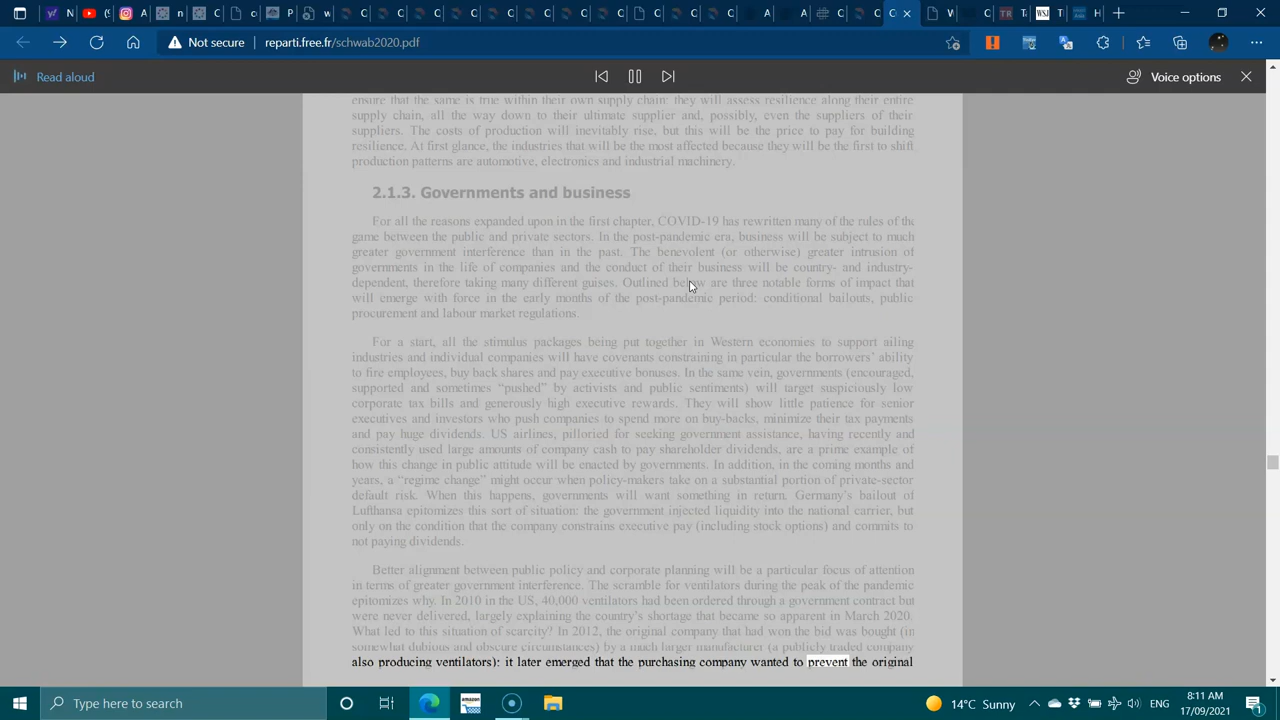 Not secure
reparti.free.fr/schwab2020.pdf
Read aloud
Voice options
ensure that the same is true within their own supply chain: they will assess resilience along their entire
supply chain, all the way down to their ultimate supplier and, possibly, even the suppliers of their
suppliers. The costs of production will inevitably rise, but this will be the price to pay for building
resilience. At first glance, the industries that will be the most affected because they will be the first to shift
production patterns are automotive, electronics and industrial machinery.
2.1.3. Governments and business
For all the reasons expanded upon in the first chapter, COVID-19 has rewritten many of the rules of the
game between the public and private sectors. In the post-pandemic era, business will be subject to much
greater government interference than in the past. The benevolent (or otherwise) greater intrusion of
governments in the life of companies and the conduct of their business will be country- and industry-
dependent, therefore taking many different guises. Outlined below are three notable forms of impact that
will emerge with force in the early months of the post-pandemic period: conditional bailouts, public
procurement and labour market regulations.
For a start, all the stimulus packages being put together in Western economies to support ailing
industries and individual companies will have covenants constraining in particular the borrowers' ability
to fire employees, buy back shares and pay executive bonuses. In the same vein, governments (encouraged,
supported and sometimes “pushed” by activists and public sentiments) will target suspiciously low
corporate tax bills and generously high executive rewards. They will show little patience for senior
executives and investors who push companies to spend more on buy-backs, minimize their tax payments
and pay huge dividends. US airlines, pilloried for seeking government assistance, having recently and
consistently used large amounts of company cash to pay shareholder dividends, are a prime example of
how this change in public attitude will be enacted by governments. In addition, in the coming months and
years, a “regime change” might occur when policy-makers take on a substantial portion of private-sector
default risk. When this happens, governments will want something in return. Germany's bailout of
Lufthansa epitomizes this sort of situation: the government injected liquidity into the national carrier, but
only on the condition that the company constrains executive pay (including stock options) and commits to
not paying dividends.
Better alignment between public policy and corporate planning will be a particular focus of attention
in terms of greater government interference. The scramble for ventilators during the peak of the pandemic
epitomizes why. In 2010 in the US, 40,000 ventilators had been ordered through a government contract but
were never delivered, largely explaining the country's shortage that became so apparent in March 2020.
What led to this situation of scarcity? In 2012, the original company that had won the bid was bought (in
somewhat dubious and obscure circumstances) by a much larger manufacturer (a publicly traded company
also producing ventilators): it later emerged that the purchasing company wanted to prevent the original
Type here to search
14°C Sunny
ENG
8:11 AM
17/09/2021